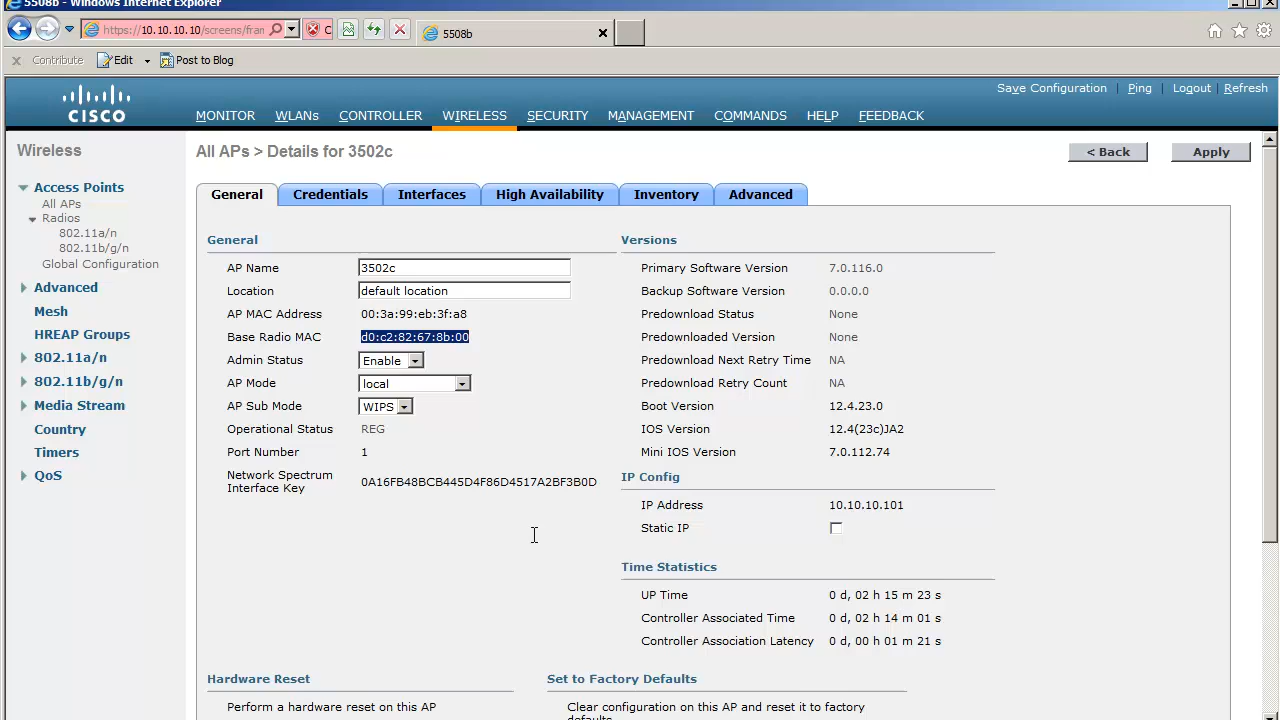 5508b - Windows Internet Explorer
https://10.10.10.10/screens/fran
C
5508b
x Contribute Edit Post to Blog
Save Configuration | Ping | Logout | Refresh
CISCO
MONITOR WLANs CONTROLLER WIRELESS SECURITY MANAGEMENT COMMANDS HELP FEEDBACK
Wireless
Access Points
All APs
Radios
802.11a/n
802.11b/g/n
Global Configuration
Advanced
Mesh
HREAP Groups
802.11a/n
802.11b/g/n
Media Stream
Country
Timers
QoS
All APs > Details for 3502c
< Back
Apply
General Credentials Interfaces High Availability Inventory Advanced
General
AP Name 3502c
Location default location
AP MAC Address 00:3a:99:eb:3f:a8
Base Radio MAC d0:c2:82:67:8b:00
Admin Status Enable
AP Mode local
AP Sub Mode WIPS
Operational Status REG
Port Number 1
Network Spectrum
Interface Key 0A16FB48BCB445D4F86D4517A2BF3B0D
Versions
Primary Software Version 7.0.116.0
Backup Software Version 0.0.0.0
Predownload Status None
Predownloaded Version None
Predownload Next Retry Time NA
Predownload Retry Count NA
Boot Version 12.4.23.0
IOS Version 12.4(23c)JA2
Mini IOS Version 7.0.112.74
IP Config
IP Address 10.10.10.101
Static IP
Time Statistics
UP Time 0 d, 02 h 15 m 23 s
Controller Associated Time 0 d, 02 h 14 m 01 s
Controller Association Latency 0 d, 00 h 01 m 21 s
Hardware Reset
Perform a hardware reset on this AP
Set to Factory Defaults
Clear configuration on this AP and reset it to factory
defaults